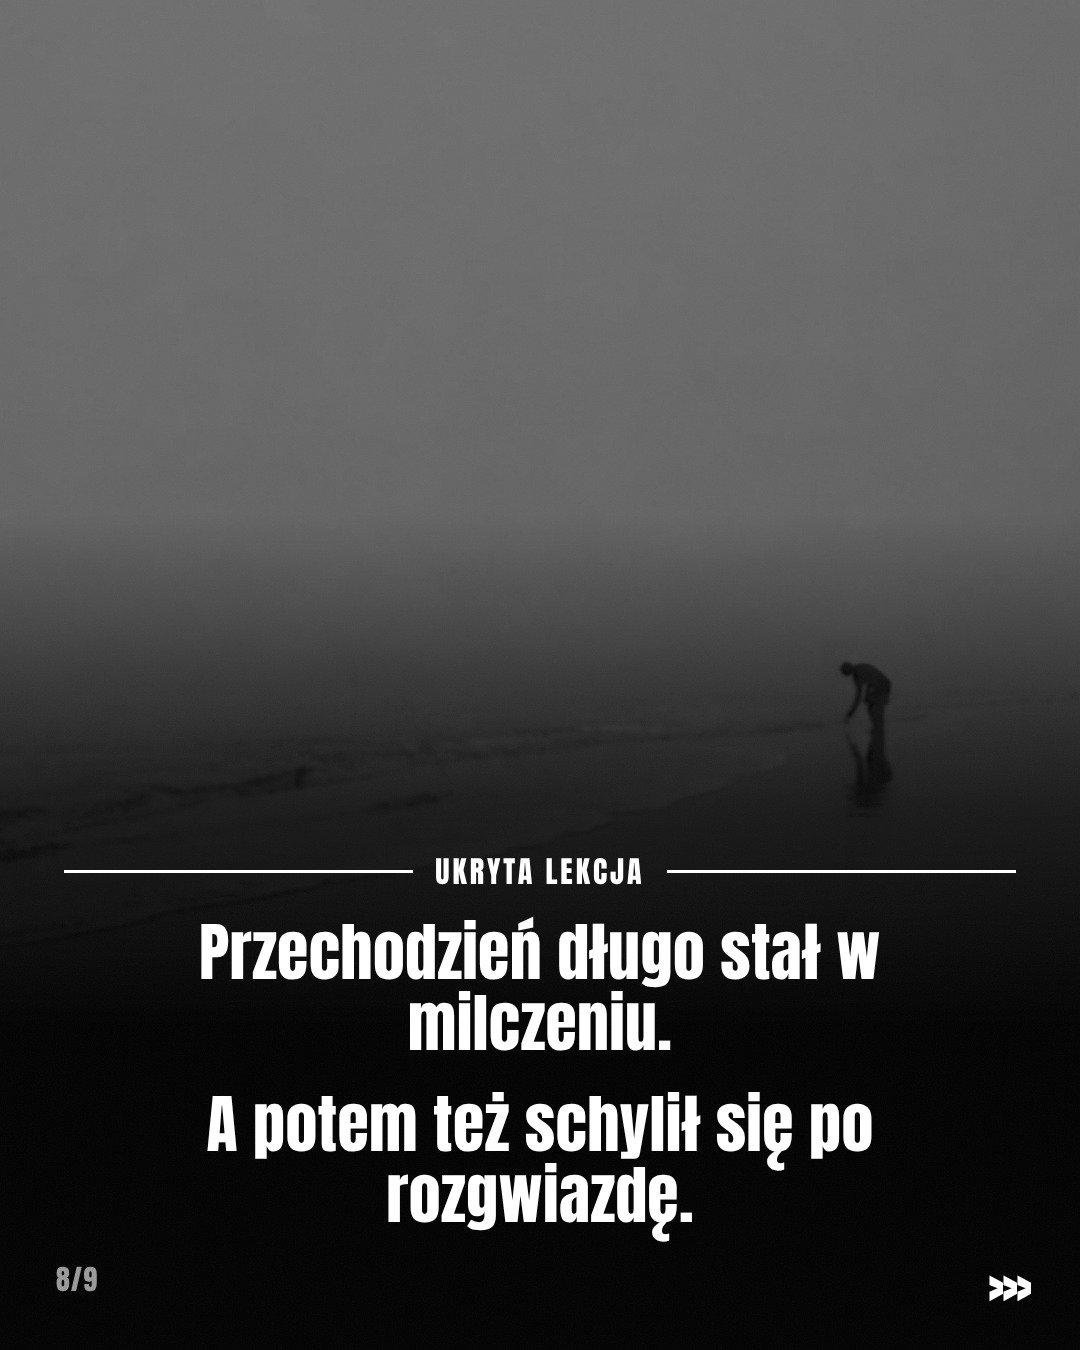 UKRYTA LEKCJA
Przechodzień długo stał w
milczeniu.
A potem też schylił się po
rozgwiazdę.
8/9
>>>